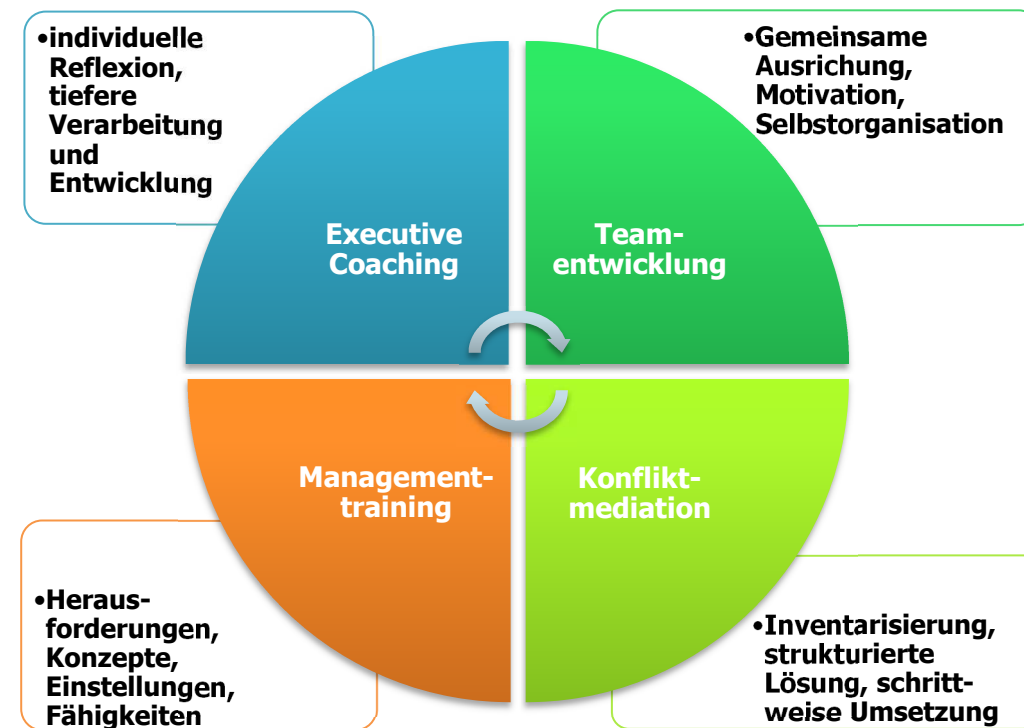 •individuelle
Reflexion,
tiefere
Verarbeitung
und
Entwicklung
•Gemeinsame
Ausrichung,
Motivation,
Selbstorganisation
Executive
Coaching
Team-
entwicklung
Management-
training
Konflikt-
mediation
•Heraus-
forderungen,
Konzepte,
Einstellungen,
Fähigkeiten
•Inventarisierung,
strukturierte
Lösung, schritt-
weise Umsetzung